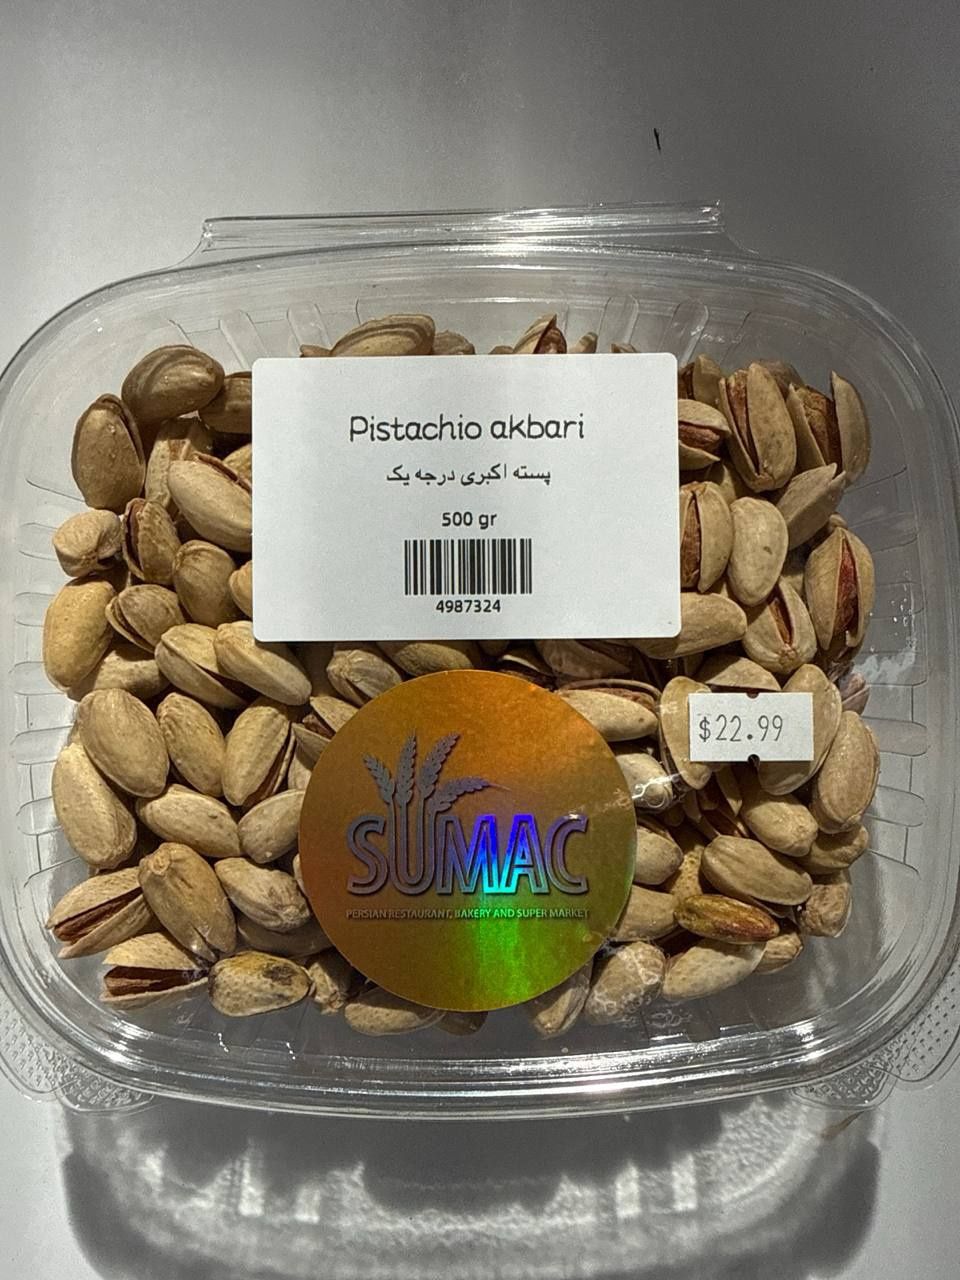 Pistachio akbari
پسته اکبری درجه یک
500 gr
4987324
$22.99
SUMAC
PERSIAN RESTAURANT, BAKERY AND SUPER MARKET